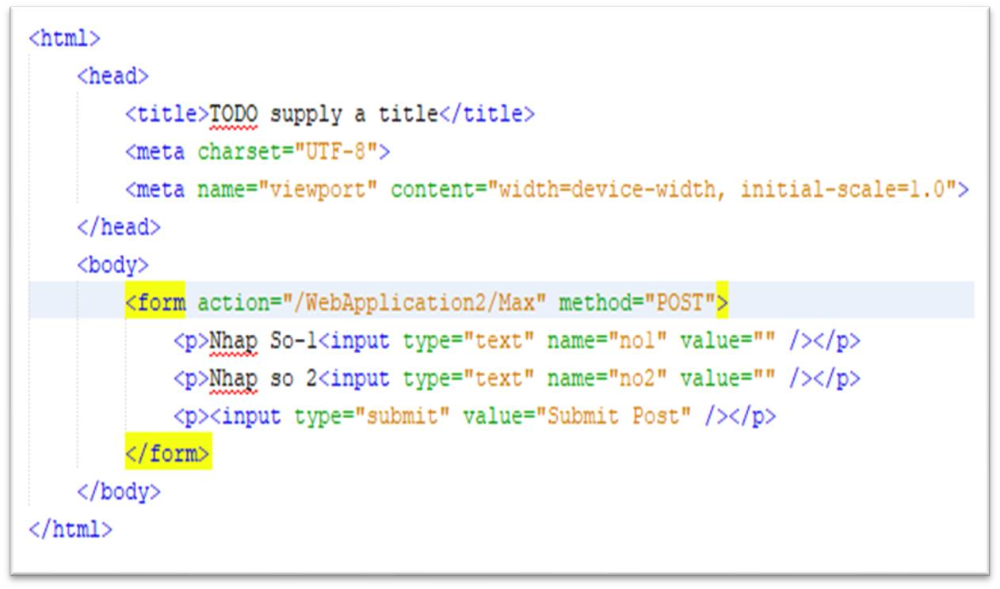 <html>
<head>
<title>TODO supply a title</title>
<meta charset="UTF-8">
<meta name="viewport" content="width=device-width, initial-scale=1.0">
</head>
<body>
<form action="/WebApplication2/Max" method="POST">
<p>Nhap So-1<input type="text" name="no1" value="" /></p>
<p>Nhap so 2<input type="text" name="no2" value="" /></p>
<p><input type="submit" value="Submit Post" /></p>
</form>
</body>
</html>